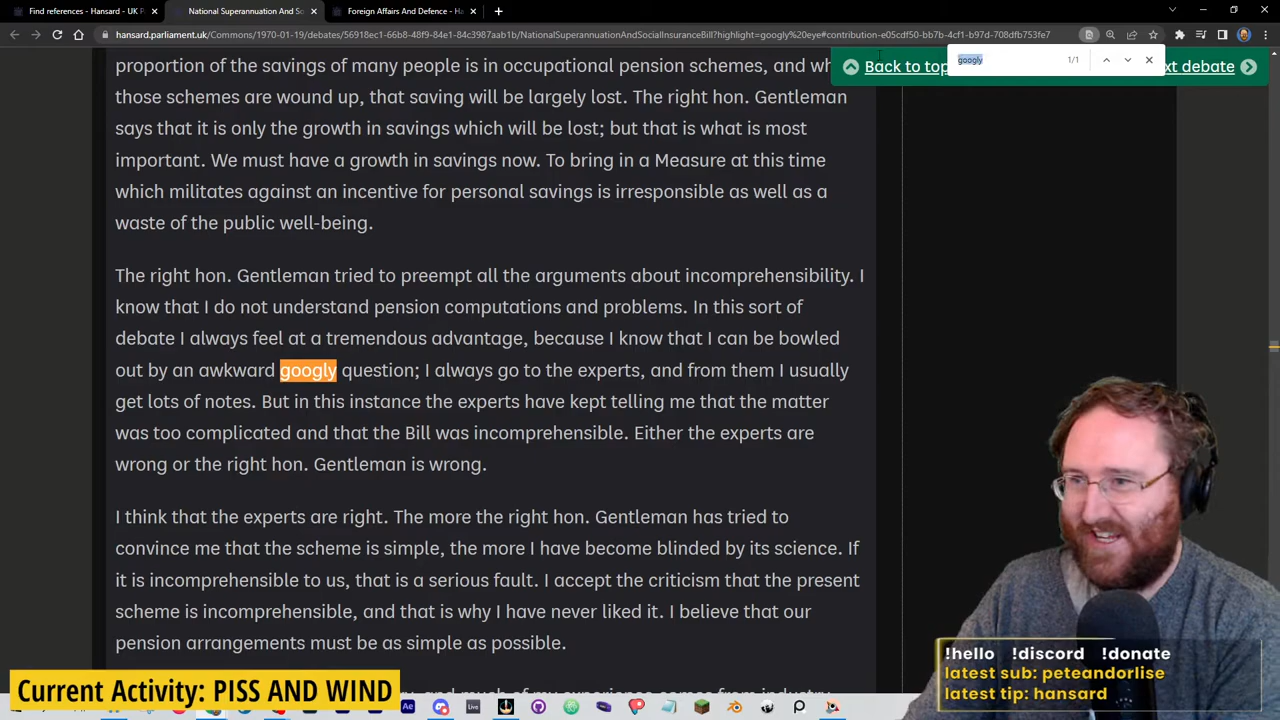 Find references - Hansard - UK P
National Superannuation And So
Foreign Affairs And Defence - Ha
hansard.parliament.uk/Commons/1970-01-19/debates/56918ec1-66b8-48f9-84e1-84c3987aab1b/NationalSuperannuationAndSocialInsuranceBill?highlight=googly%20eye#contribution-e05cdf50-bb7b-4cf1-b97d-708dfb753fe7
googly
1/1
Back to top
xt debate
proportion of the savings of many people is in occupational pension schemes, and wh
those schemes are wound up, that saving will be largely lost. The right hon. Gentleman
says that it is only the growth in savings which will be lost; but that is what is most
important. We must have a growth in savings now. To bring in a Measure at this time
which militates against an incentive for personal savings is irresponsible as well as a
waste of the public well-being.
The right hon. Gentleman tried to preempt all the arguments about incomprehensibility. I
know that I do not understand pension computations and problems. In this sort of
debate I always feel at a tremendous advantage, because I know that I can be bowled
out by an awkward googly question; I always go to the experts, and from them I usually
get lots of notes. But in this instance the experts have kept telling me that the matter
was too complicated and that the Bill was incomprehensible. Either the experts are
wrong or the right hon. Gentleman is wrong.
I think that the experts are right. The more the right hon. Gentleman has tried to
convince me that the scheme is simple, the more I have become blinded by its science. If
it is incomprehensible to us, that is a serious fault. I accept the criticism that the present
scheme is incomprehensible, and that is why I have never liked it. I believe that our
pension arrangements must be as simple as possible.
Current Activity: PISS AND WIND
!hello !discord !donate
latest sub: peteandorlise
latest tip: hansard